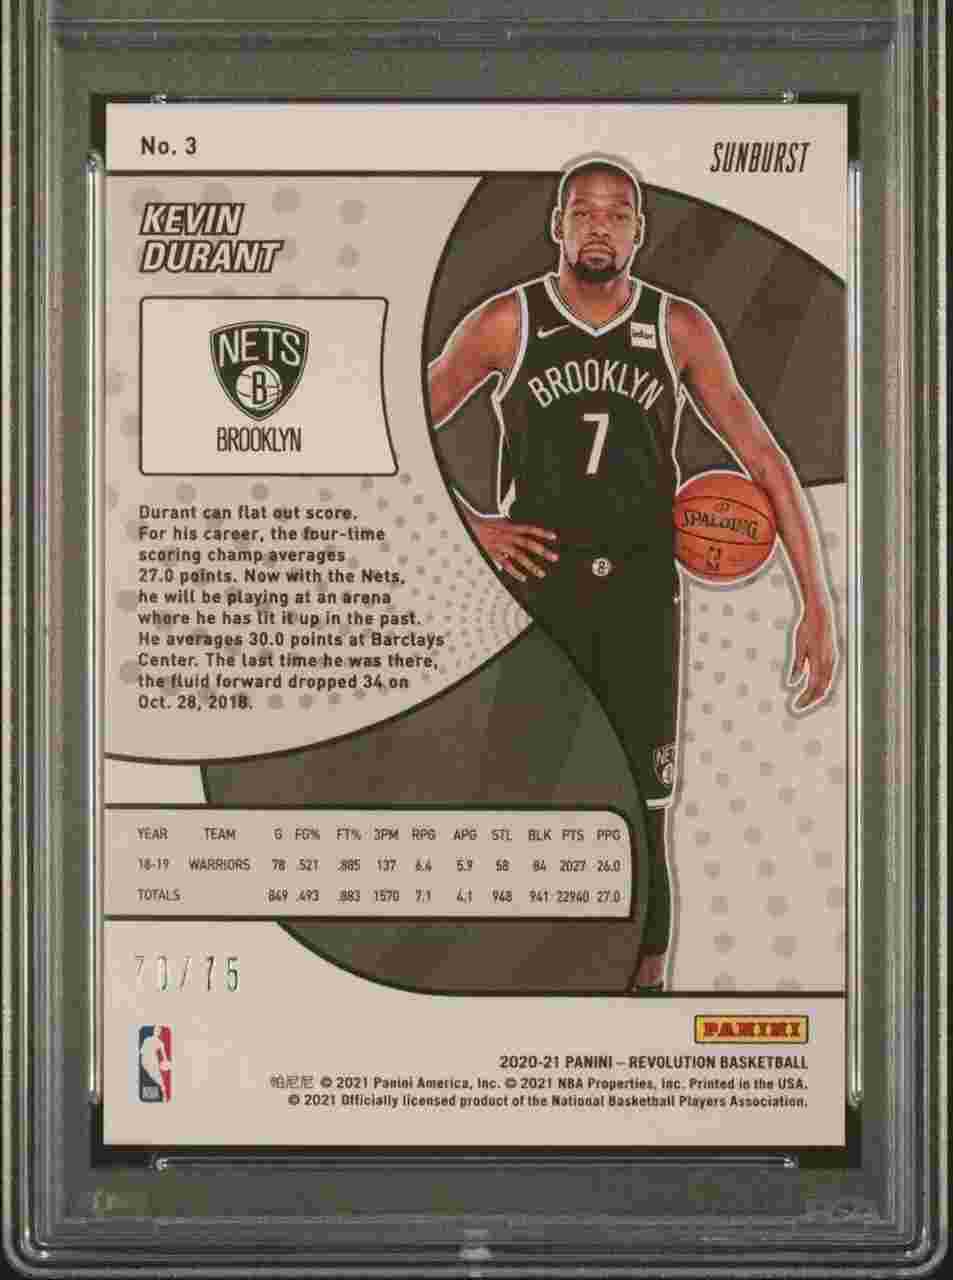 No. 3
SUNBURST
KEVIN
DURANT
NETS
B
BROOKLYN
BROOKLYN
7
SPALDING
B
NETS
Durant can flat out score.
For his career, the four-time
scoring champ averages
27.0 points. Now with the Nets,
he will be playing at an arena
where he has lit it up in the past.
He averages 30.0 points at Barclays
Center. The last time he was there,
the fluid forward dropped 34 on
Oct. 28, 2018.
YEAR TEAM G FG% FT% 3PM RPG APG STL BLK PTS PPG
18-19 WARRIORS 78 .521 .885 137 6.4 5.9 58 84 2027 26.0
TOTALS 849 .493 .883 1570 7.1 4.1 948 941 22940 27.0
70/75
NBA
PANINI
2020-21 PANINI – REVOLUTION BASKETBALL
帕尼尼 © 2021 Panini America, Inc. © 2021 NBA Properties, Inc. Printed in the USA.
© 2021 Officially licensed product of the National Basketball Players Association.